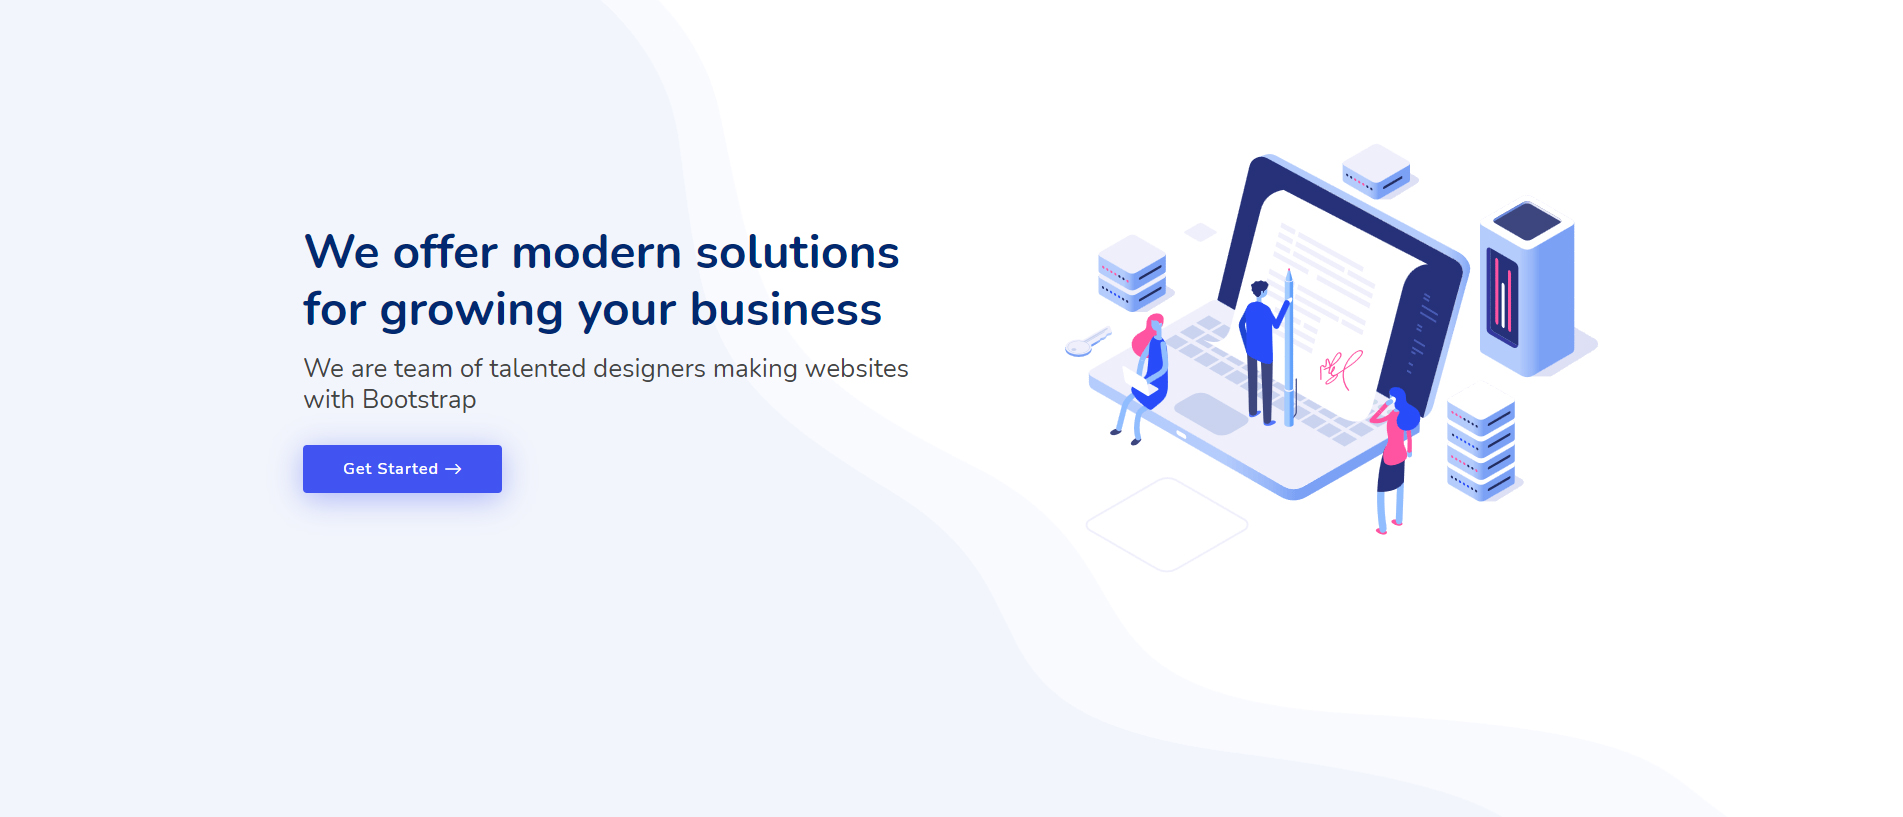 We offer modern solutions
for growing your business
We are team of talented designers making websites
with Bootstrap
Get Started →